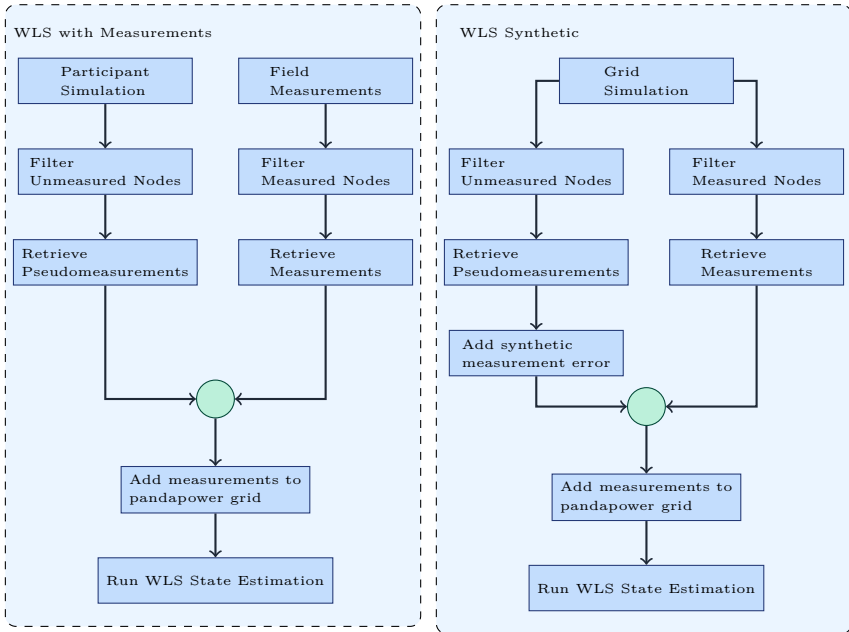 WLS with Measurements
Participant
Simulation
Field
Measurements
Filter
Unmeasured Nodes
Filter
Measured Nodes
Retrieve
Pseudomeasurements
Retrieve
Measurements
Add measurements to
pandapower grid
Run WLS State Estimation
WLS Synthetic
Grid
Simulation
Filter
Unmeasured Nodes
Filter
Measured Nodes
Retrieve
Pseudomeasurements
Retrieve
Measurements
Add synthetic
measurement error
Add measurements to
pandapower grid
Run WLS State Estimation